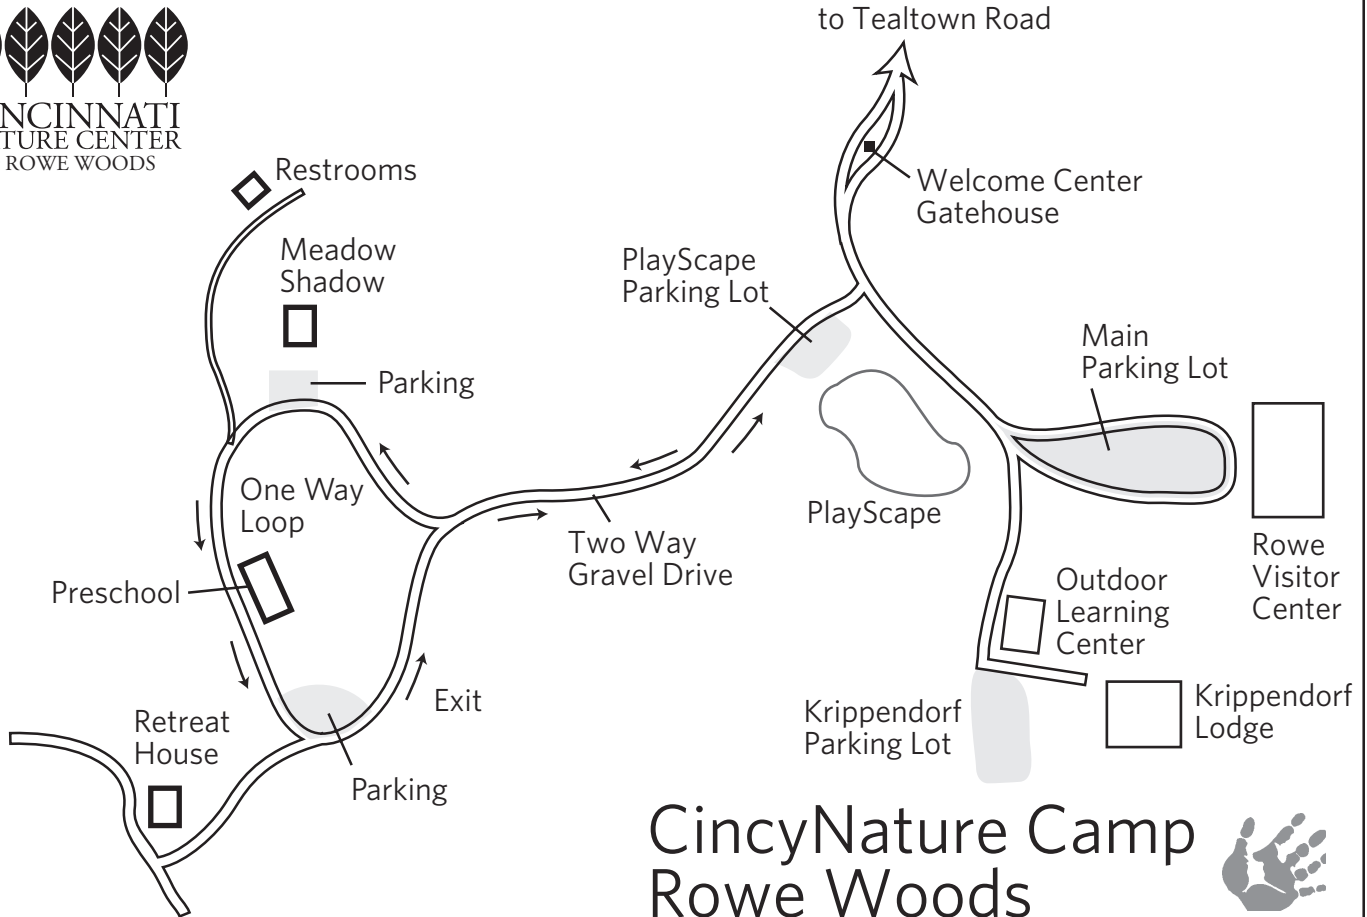 to Tealtown Road
NCINNATI
TURE CENTER
ROWE WOODS
Restrooms
Welcome Center
Gatehouse
Meadow
Shadow
PlayScape
Parking Lot
Main
Parking Lot
Parking
One Way
Loop
PlayScape
Two Way
Gravel Drive
Rowe
Visitor
Center
Preschool
Outdoor
Learning
Center
Exit
Krippendorf
Lodge
Retreat
House
Krippendorf
Parking Lot
Parking
CincyNature Camp
Rowe Woods